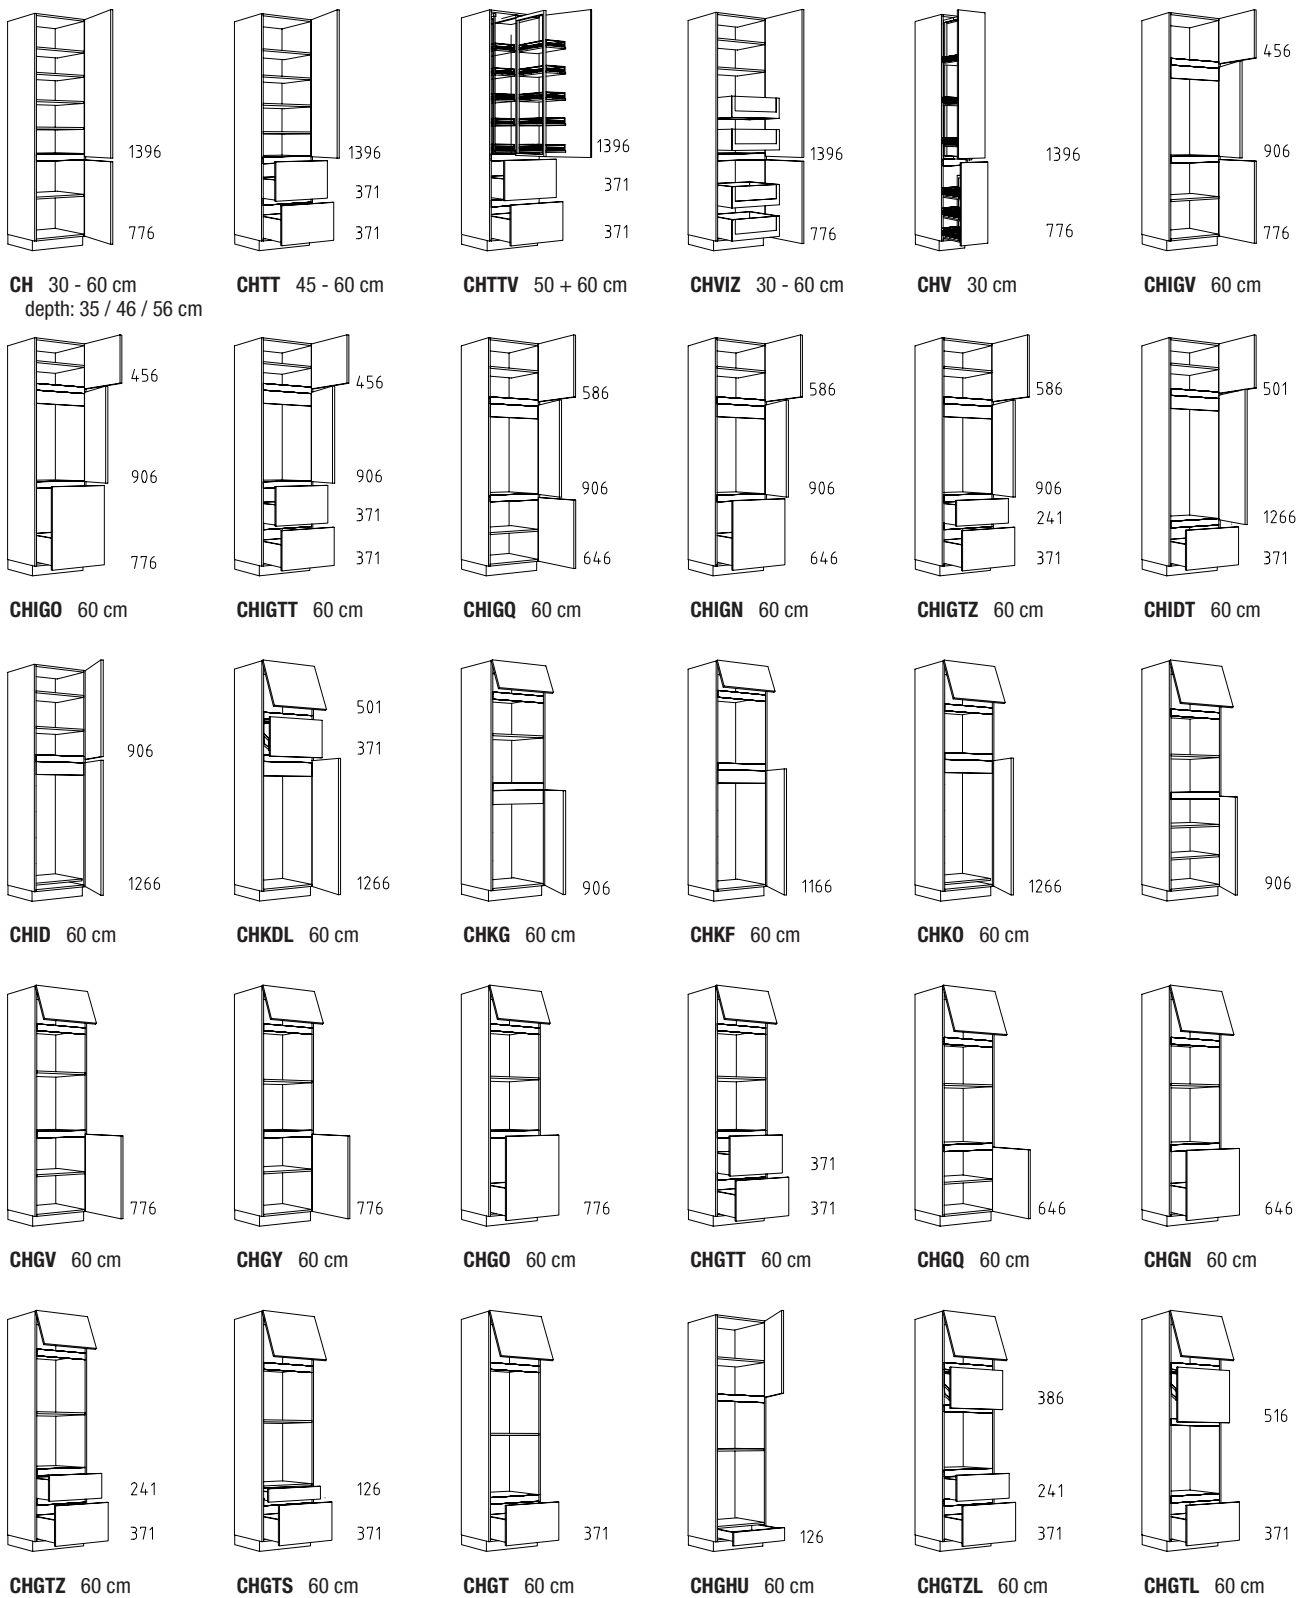 1396
776
CH 30 - 60 cm
depth: 35 / 46 / 56 cm
1396
371
371
CHTT 45 - 60 cm
1396
371
371
CHTTV 50 + 60 cm
1396
776
CHVIZ 30 - 60 cm
1396
776
CHV 30 cm
456
906
776
CHIGV 60 cm
456
906
776
CHIGO 60 cm
456
906
371
371
CHIGTT 60 cm
586
906
646
CHIGQ 60 cm
586
906
646
CHIGN 60 cm
586
906
241
371
CHIGTZ 60 cm
501
1266
371
CHIDT 60 cm
906
1266
CHID 60 cm
501
371
1266
CHKDL 60 cm
906
CHKG 60 cm
1166
CHKF 60 cm
1266
CHKO 60 cm
906
776
CHGV 60 cm
776
CHGY 60 cm
776
CHGO 60 cm
371
371
CHGTT 60 cm
646
CHGQ 60 cm
646
CHGN 60 cm
241
371
CHGTZ 60 cm
126
371
CHGTS 60 cm
371
CHGT 60 cm
126
CHGHU 60 cm
386
241
371
CHGTZL 60 cm
516
371
CHGTL 60 cm